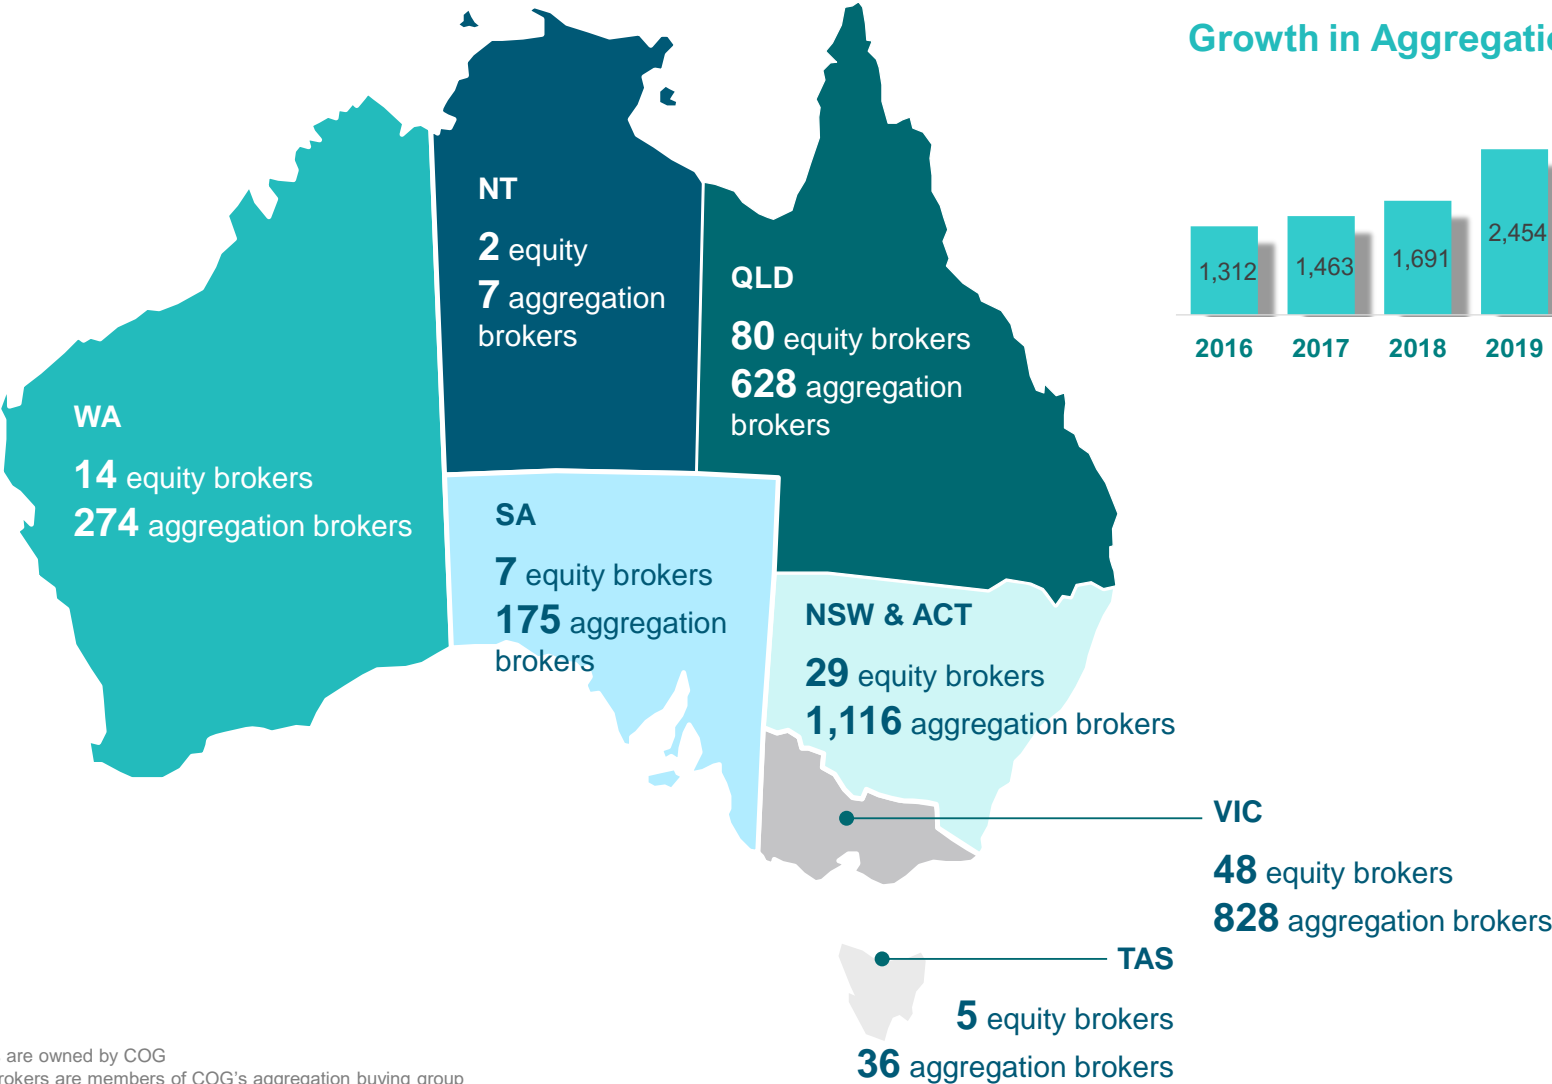 Growth in
1,312
1,463
1,691
2,454
2016
2017
2018
2019
NT
2 equity
7 aggregation
brokers
QLD
80 equity brokers
628 aggregation
brokers
WA
14 equity brokers
274 aggregation brokers
SA
7 equity brokers
175 aggregation
brokers
NSW & ACT
29 equity brokers
1,116 aggregation brokers
VIC
48 equity brokers
828 aggregation brokers
TAS
5 equity brokers
36 aggregation brokers
are owned by COG
are members of COG's aggregation buying group